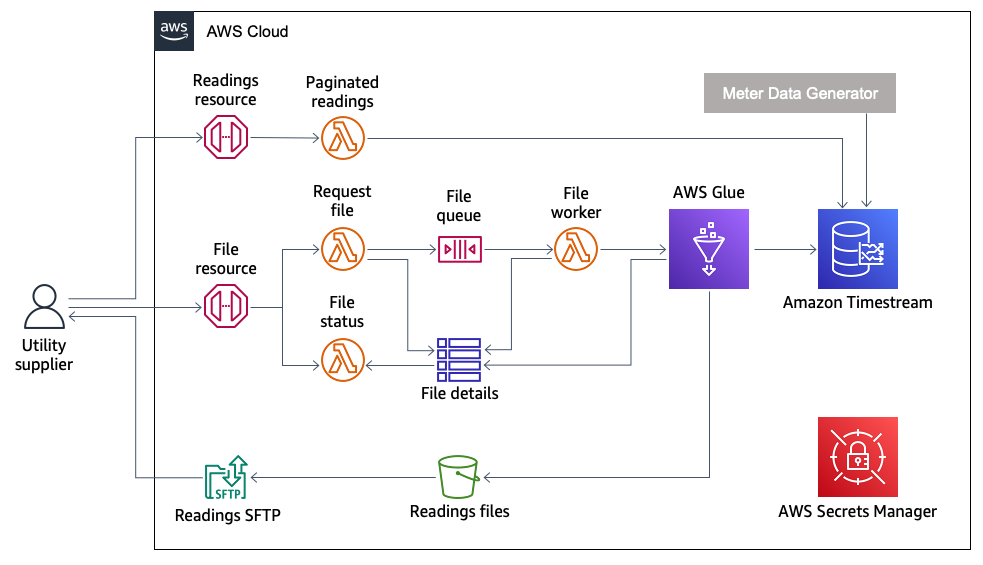 aws
AWS Cloud
Readings
resource
Paginated
readings
Meter Data Generator
Request
file
File
queue
File
worker
AWS Glue
File
resource
File
status
Amazon Timestream
Utility
supplier
File details
SFTP
Readings SFTP
Readings files
AWS Secrets Manager